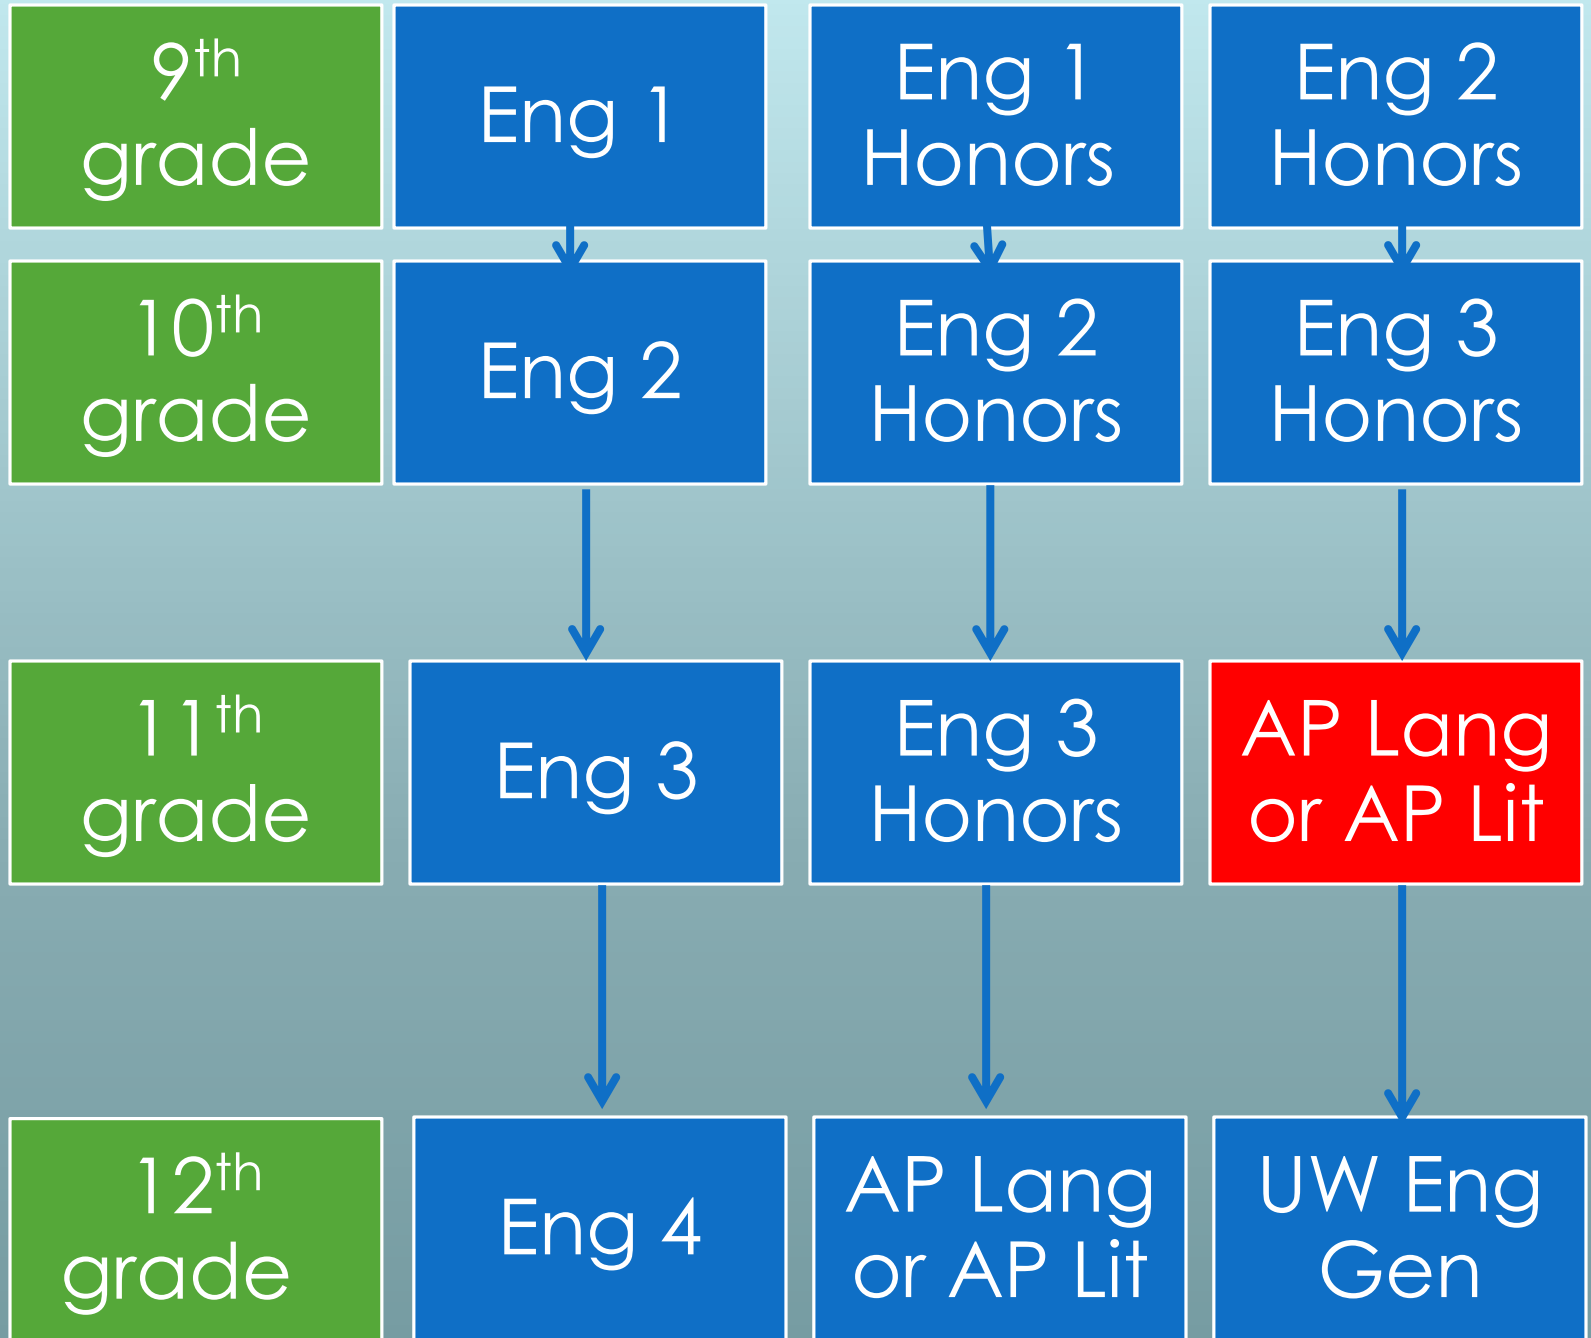 9th
grade
Eng 1
Eng 1
Honors
Eng 2
Honors
10th
grade
Eng 2
Eng 2
Honors
Eng 3
Honors
11th
grade
Eng 3
Eng 3
Honors
AP Lang
or AP Lit
12th
grade
Eng 4
AP Lang
or AP Lit
UW Eng
Gen